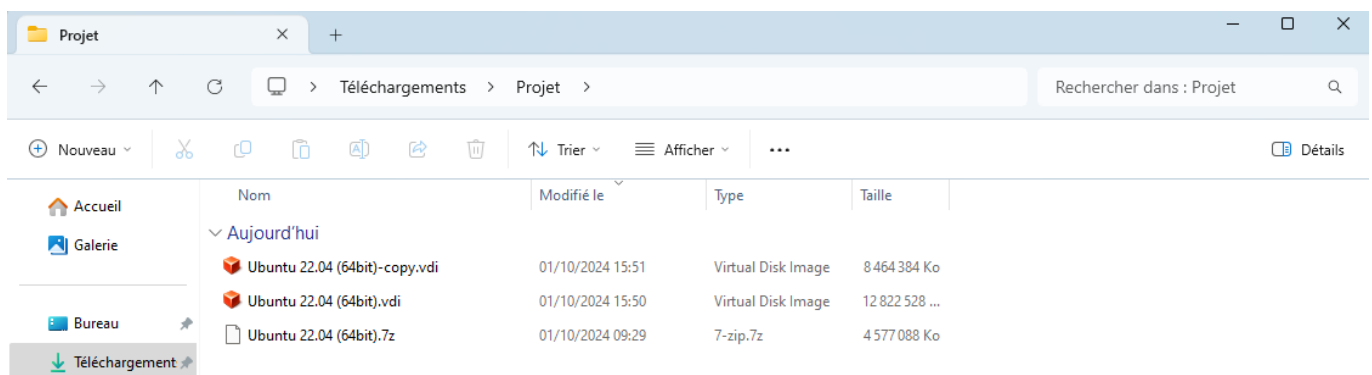 Projet
Téléchargements > Projet >
Rechercher dans : Projet
Nouveau
Trier
Afficher
Détails
Nom Modifié le Type Taille
Accueil
Aujourd'hui
Galerie
Ubuntu 22.04 (64bit)-copy.vdi 01/10/2024 15:51 Virtual Disk Image 8 464 384 Ko
Ubuntu 22.04 (64bit).vdi 01/10/2024 15:50 Virtual Disk Image 12 822 528 ...
Bureau
Ubuntu 22.04 (64bit).7z 01/10/2024 09:29 7-zip.7z 4 577 088 Ko
Téléchargement